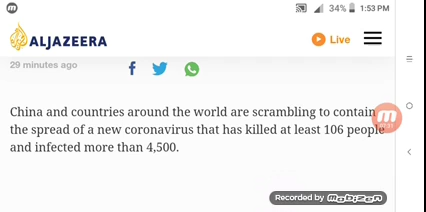 34% 1:53 PM
ALJAZEERA
Live
29 minutes ago
China and countries around the world are scrambling to contain
the spread of a new coronavirus that has killed at least 106 people
and infected more than 4,500.
Recorded by mobizen